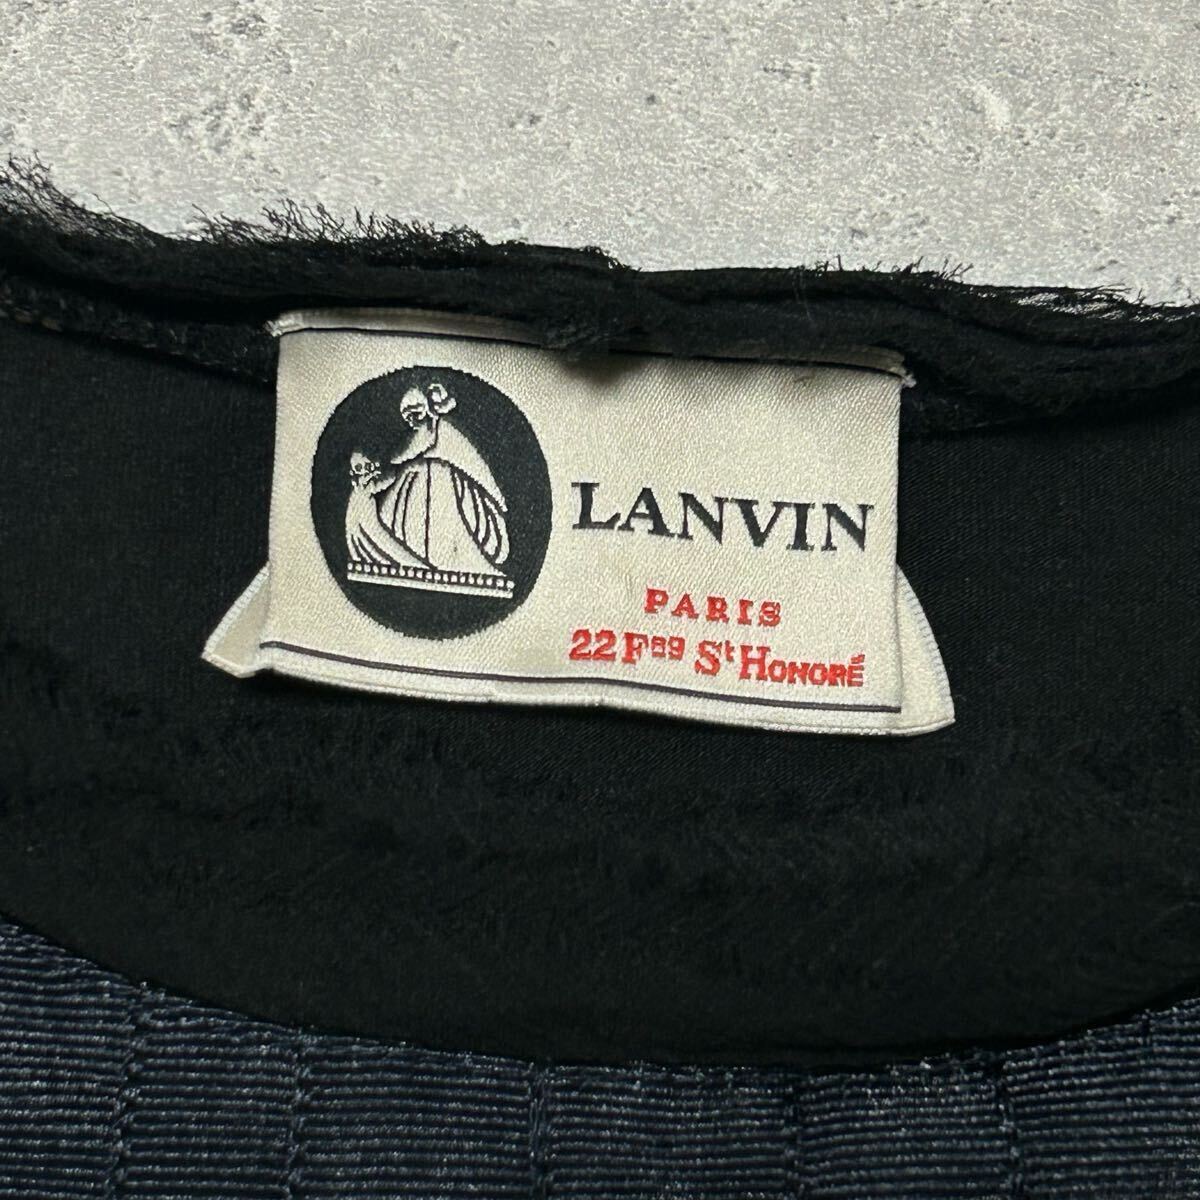 LANVIN
PARIS
22 Fᵇᵍ Sᵗ HONORÉ